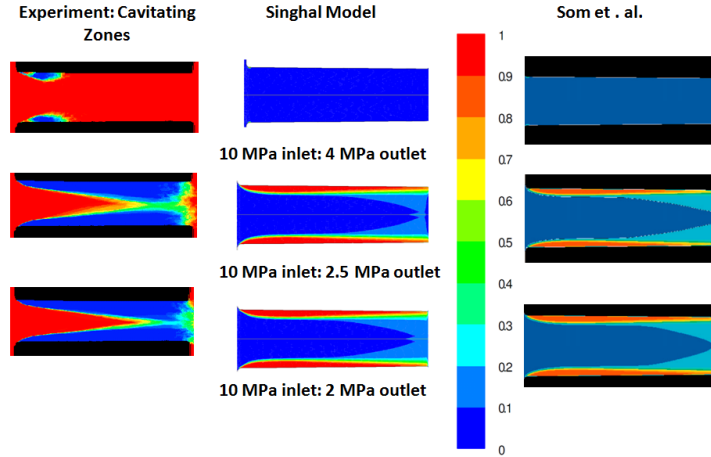 Experiment: Cavitating
Zones
Singhal Model
Som et . al.
10 MPa inlet: 4 MPa outlet
10 MPa inlet: 2.5 MPa outlet
10 MPa inlet: 2 MPa outlet
1
0.9
0.8
0.7
0.6
0.5
0.4
0.3
0.2
0.1
0